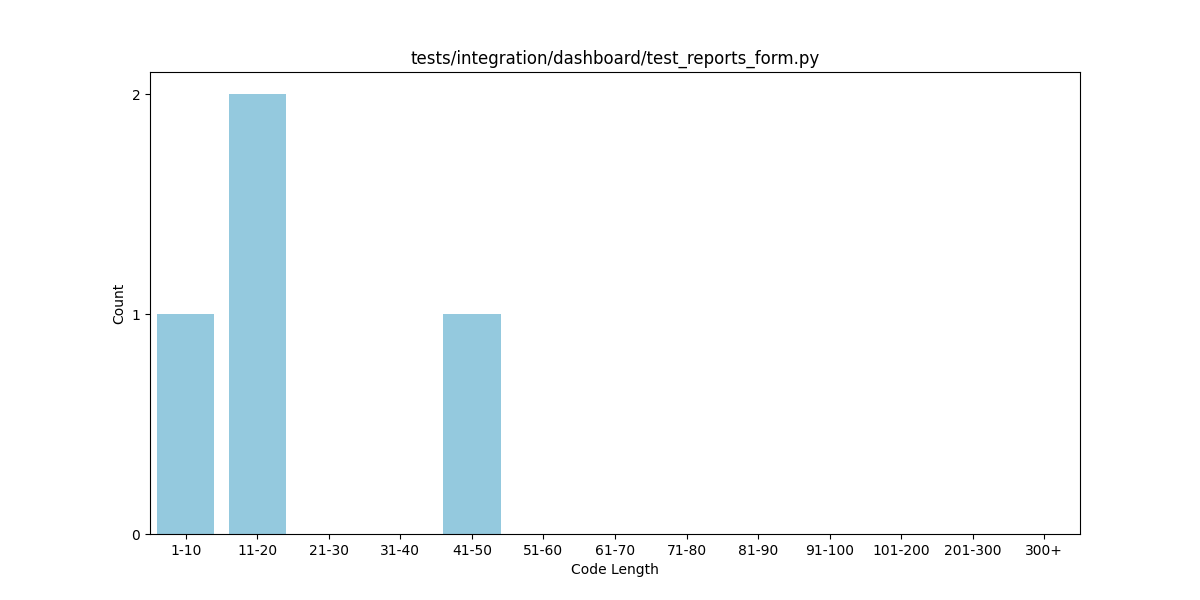 tests/integration/dashboard/test_reports_form.py
2
1
0
Count
1-10 11-20 21-30 31-40 41-50 51-60 61-70 71-80 81-90 91-100 101-200 201-300 300+
Code Length